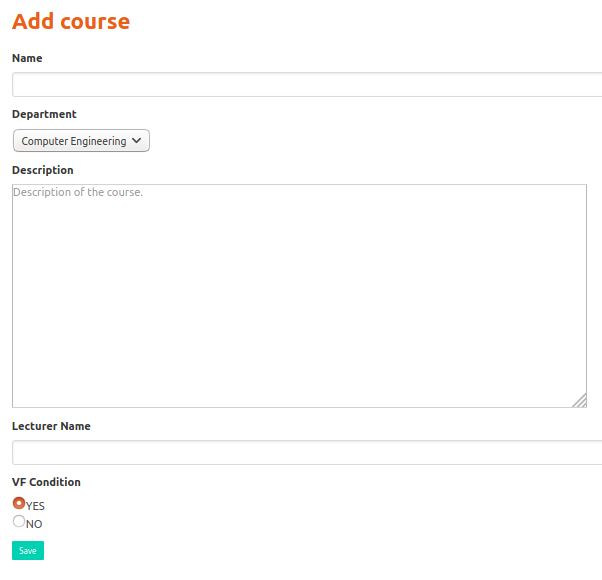 Add course
Name
Department
Computer Engineering
Description
Description of the course.
Lecturer Name
VF Condition
YES
NO
Save